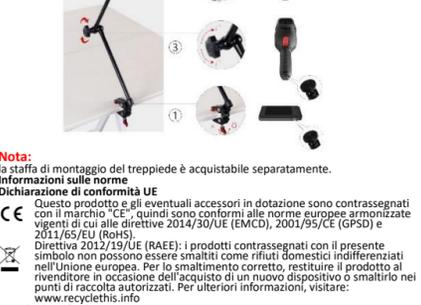 ③
①
Nota:
la staffa di montaggio del treppiede è acquistabile separatamente.
Informazioni sulle norme
Dichiarazione di conformità UE
CE
Questo prodotto e gli eventuali accessori in dotazione sono contrassegnati
con il marchio "CE", quindi sono conformi alle norme europee armonizzate
vigenti di cui alle direttive 2014/30/UE (EMCD), 2001/95/CE (GPSD) e
2011/65/EU (RoHS).
Direttiva 2012/19/UE (RAEE): i prodotti contrassegnati con il presente
simbolo non possono essere smaltiti come rifiuti domestici indifferenziati
nell'Unione europea. Per lo smaltimento corretto, restituire il prodotto al
rivenditore in occasione dell'acquisto di un nuovo dispositivo o smaltirlo nei
punti di raccolta autorizzati. Per ulteriori informazioni, visitare:
www.recyclethis.info